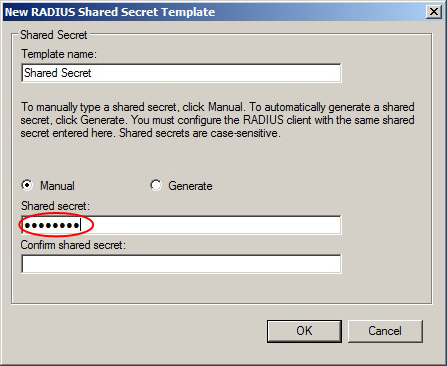 New RADIUS Shared Secret Template
Shared Secret
Template name:
Shared Secret
To manually type a shared secret, click Manual. To automatically generate a shared
secret, click Generate. You must configure the RADIUS client with the same shared
secret entered here. Shared secrets are case-sensitive.
Manual Generate
Shared secret:
●●●●●●●●
Confirm shared secret:
OK Cancel